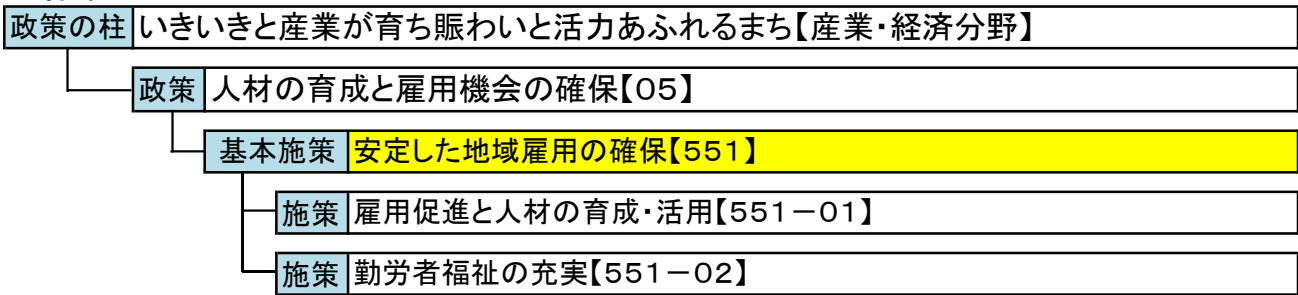 政策の柱 いきいきと産業が育ち賑わいと活力あふれるまち【産業・経済分野】
政策 人材の育成と雇用機会の確保【05】
基本施策 安定した地域雇用の確保【551】
施策 雇用促進と人材の育成・活用【551－01】
施策 勤労者福祉の充実【551－02】